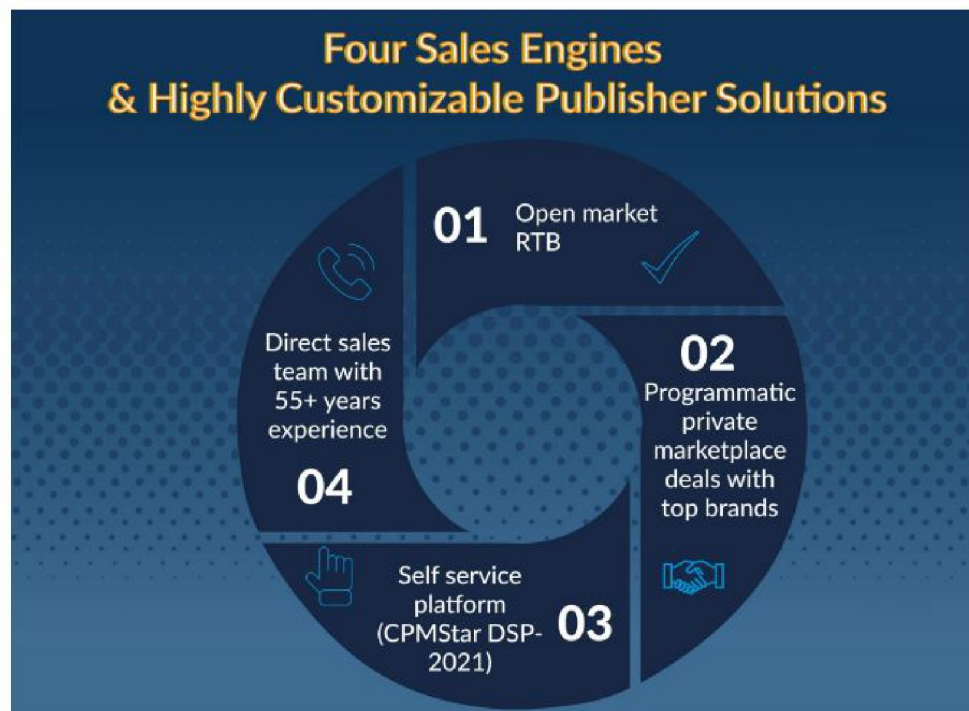 Four Sales Engines
& Highly Customizable Publisher Solutions
01
Open market
RTB
02
Programmatic
private
marketplace
deals with
top brands
Self service
platform
(CPMStar DSP-
2021)
03
Direct sales
team with
55+ years
experience
04